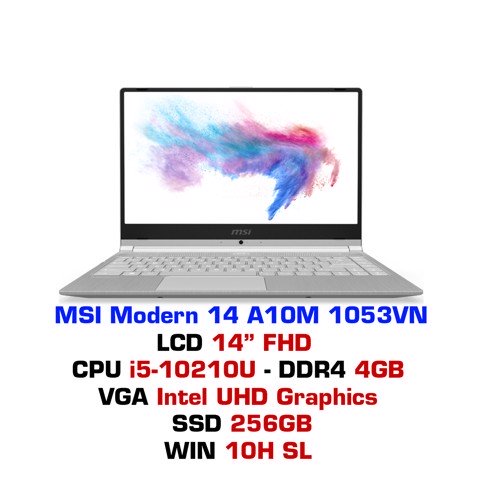 msi
MSI Modern 14 A10M 1053VN
LCD 14” FHD
CPU i5-10210U - DDR4 4GB
VGA Intel UHD Graphics
SSD 256GB
WIN 10H SL